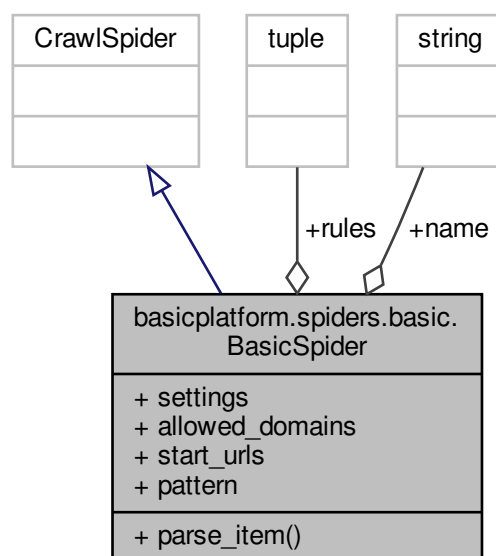 CrawlSpider
tuple
string
+rules
+name
basicplatform.spiders.basic.
BasicSpider
+ settings
+ allowed_domains
+ start_urls
+ pattern
+ parse_item()